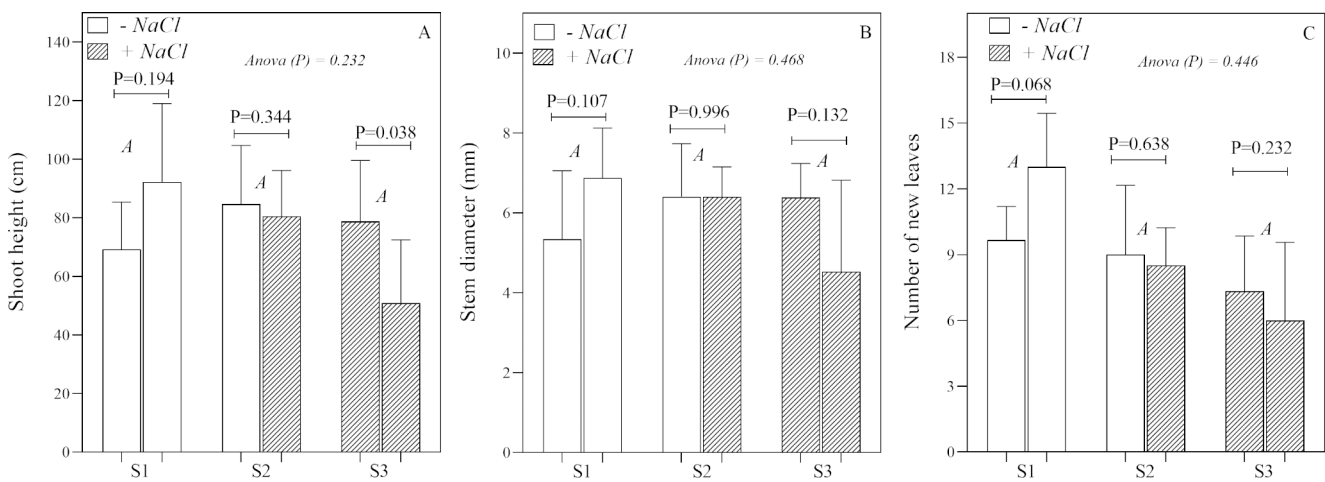 - NaCl
+ NaCl
A
Anova (P) = 0.232
P=0.194
P=0.344
P=0.038
A
A
A
140
120
100
80
60
40
20
0
Shoot height (cm)
S1
S2
S3
- NaCl
+ NaCl
B
Anova (P) = 0.468
P=0.107
P=0.996
P=0.132
A
A
A
10
8
6
4
2
0
Stem diameter (mm)
S1
S2
S3
- NaCl
+ NaCl
C
Anova (P) = 0.446
P=0.068
P=0.638
P=0.232
A
A
A
18
15
12
9
6
3
0
Number of new leaves
S1
S2
S3